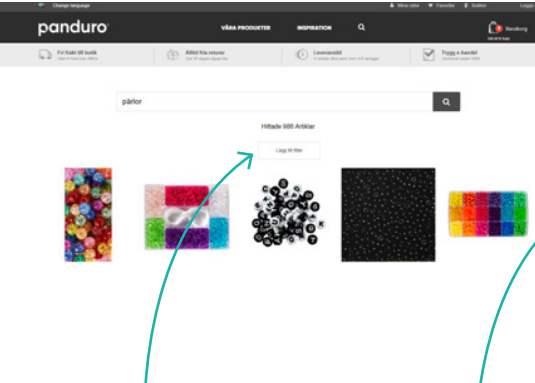 Change language
Mina sidor Favoriter Butiker Logga
panduro
VÅRA PRODUKTER INSPIRATION
Varukorg
Fri frakt till butik
Alltid fria returer
Leveranstid
Trygg e-handel
pärlor
Hittade 986 Artiklar
Lägg till filter